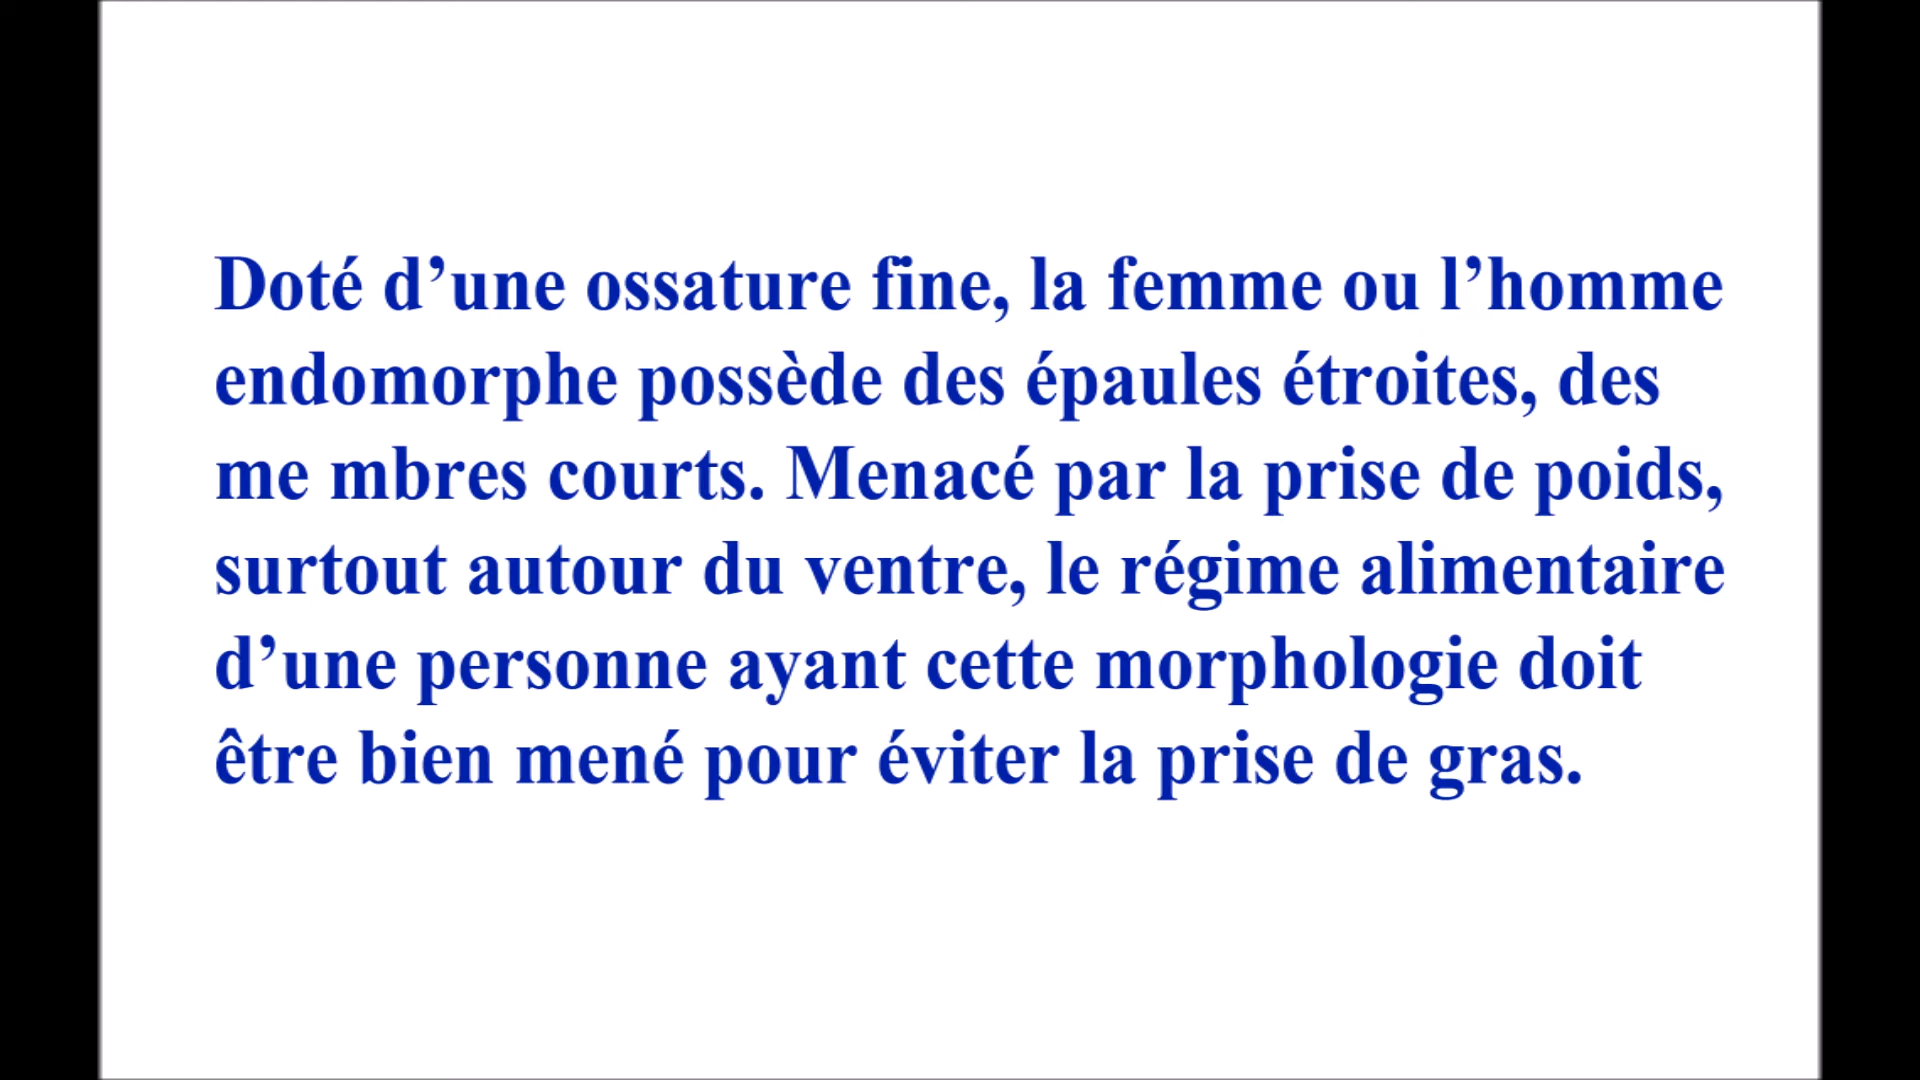 Doté d’une ossature fine, la femme ou l’homme
endomorphe possède des épaules étroites, des
me mbres courts. Menacé par la prise de poids,
surtout autour du ventre, le régime alimentaire
d’une personne ayant cette morphologie doit
être bien mené pour éviter la prise de gras.